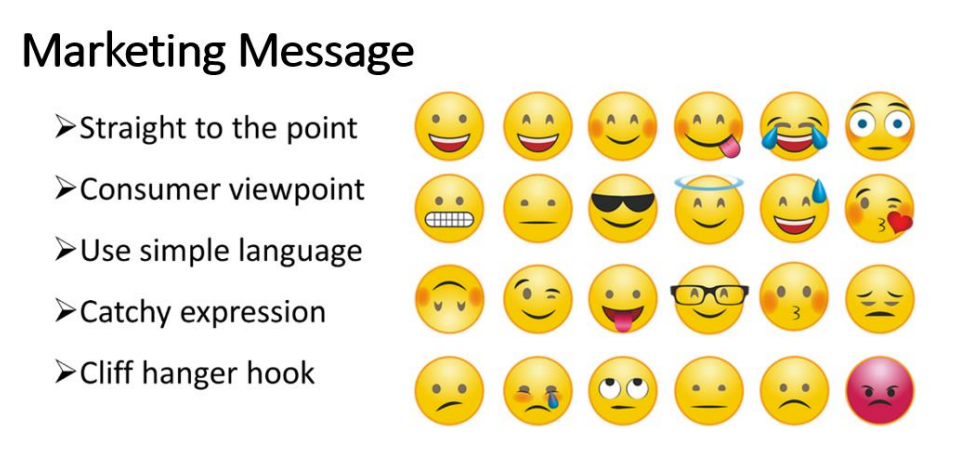 Marketing Message
➢Straight to the point
➢Consumer viewpoint
➢Use simple language
➢Catchy expression
➢Cliff hanger hook